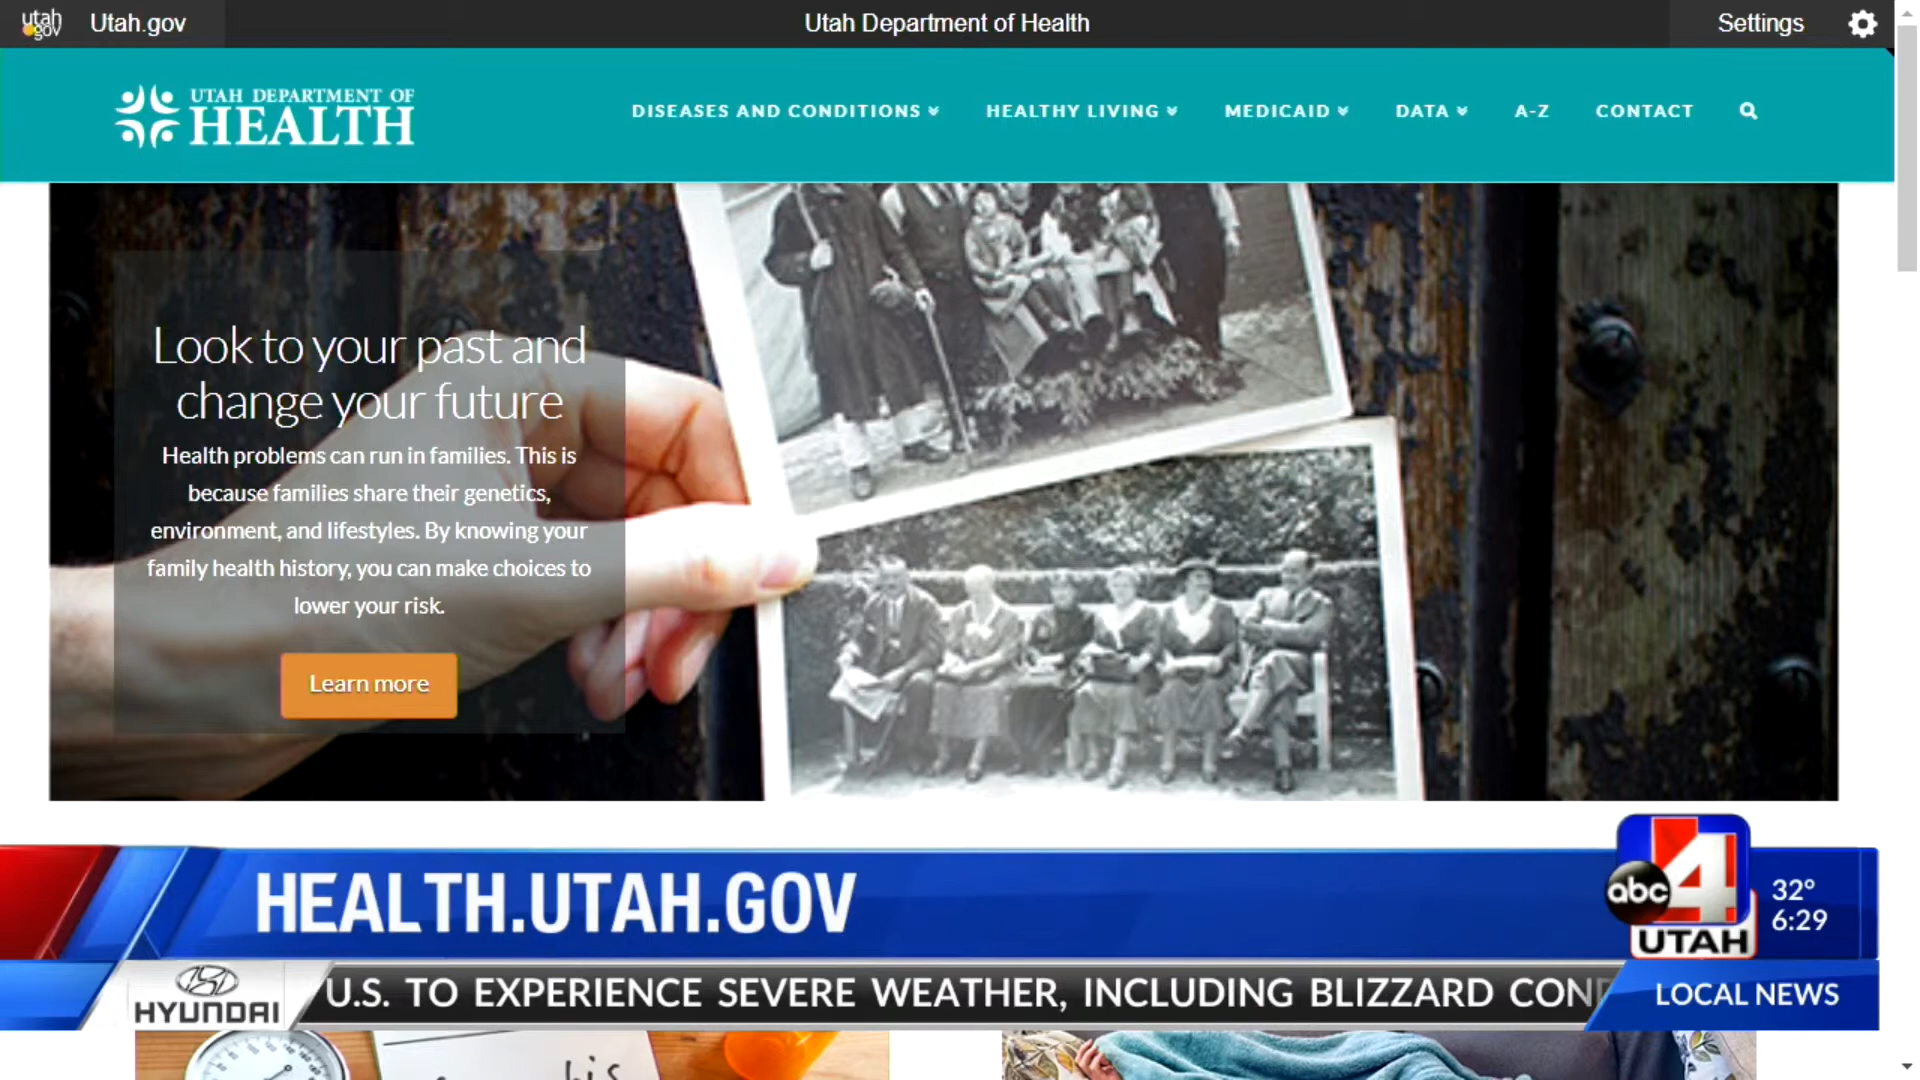 utah
gov
Utah.gov
Utah Department of Health
Settings
UTAH DEPARTMENT OF
HEALTH
DISEASES AND CONDITIONS
HEALTHY LIVING
MEDICAID
DATA
A-Z
CONTACT
Look to your past and
change your future
Health problems can run in families. This is
because families share their genetics,
environment, and lifestyles. By knowing your
family health history, you can make choices to
lower your risk.
Learn more
HEALTH.UTAH.GOV
abc
4
UTAH
32°
6:29
HYUNDAI
U.S. TO EXPERIENCE SEVERE WEATHER, INCLUDING BLIZZARD CON
LOCAL NEWS